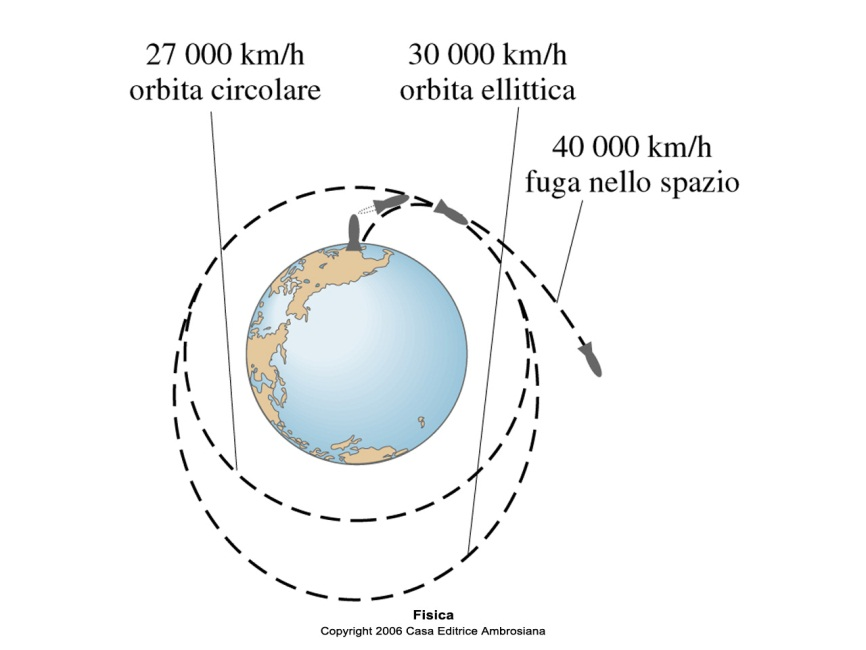 27 000 km/h
orbita circolare
30 000 km/h
orbita ellittica
40 000 km/h
fuga nello spazio
Fisica
Copyright 2006 Casa Editrice Ambrosiana